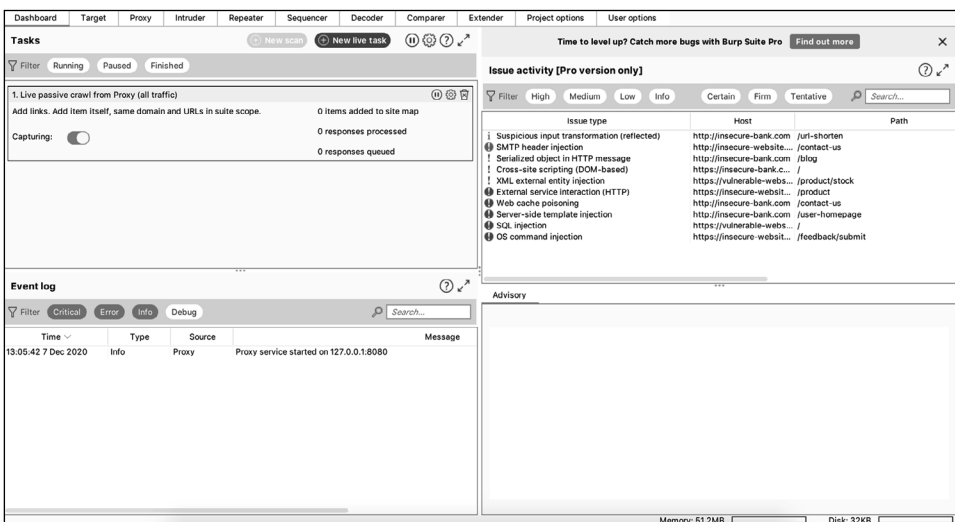 Dashboard Target Proxy Intruder Repeater Sequencer Decoder Comparer Extender Project options User options
Tasks
New scan
New live task
Filter Running Paused Finished
1. Live passive crawl from Proxy (all traffic)
Add links. Add item itself, same domain and URLs in suite scope.
0 items added to site map
Capturing:
0 responses processed
0 responses queued
Event log
Filter Critical Error Info Debug Search...
Time Type Source Message
13:05:42 7 Dec 2020 Info Proxy Proxy service started on 127.0.0.1:8080
Time to level up? Catch more bugs with Burp Suite Pro Find out more
Issue activity [Pro version only]
Filter High Medium Low Info Certain Firm Tentative Search...
Issue type Host Path
Suspicious input transformation (reflected) http://insecure-bank.com /url-shorten
SMTP header injection http://insecure-website.... /contact-us
Serialized object in HTTP message http://insecure-bank.com /blog
Cross-site scripting (DOM-based) https://insecure-bank.c... /
XML external entity injection https://vulnerable-webs... /product/stock
External service interaction (HTTP) https://insecure-websit... /product
Web cache poisoning http://insecure-bank.com /contact-us
Server-side template injection http://insecure-bank.com /user-homepage
SQL injection https://vulnerable-webs... /
OS command injection https://insecure-websit... /feedback/submit
Advisory
Memory: 51.2MB Disk: 32KB